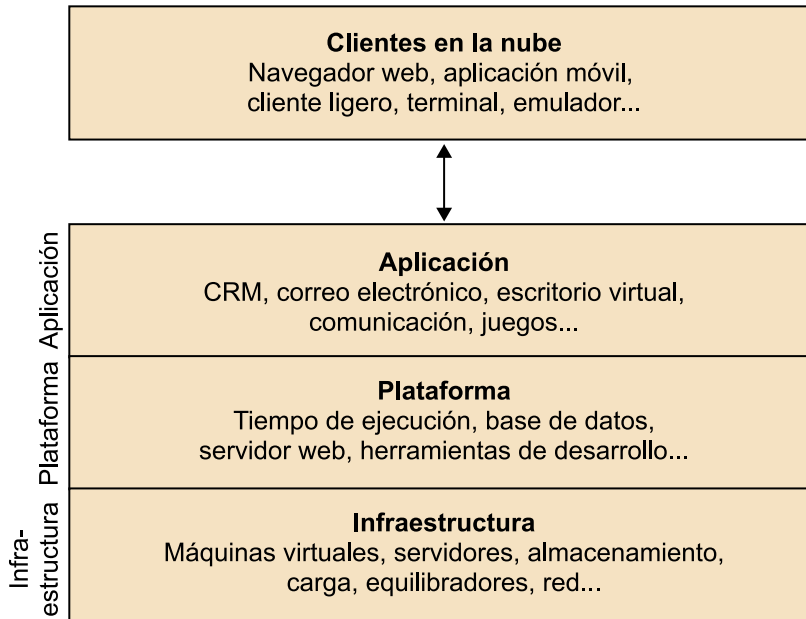 Clientes en la nube
Navegador web, aplicación móvil,
cliente ligero, terminal, emulador...
Aplicación
Aplicación
CRM, correo electrónico, escritorio virtual,
comunicación, juegos...
Plataforma
Plataforma
Tiempo de ejecución, base de datos,
servidor web, herramientas de desarrollo...
Infra-
estructura
Infraestructura
Máquinas virtuales, servidores, almacenamiento,
carga, equilibradores, red...